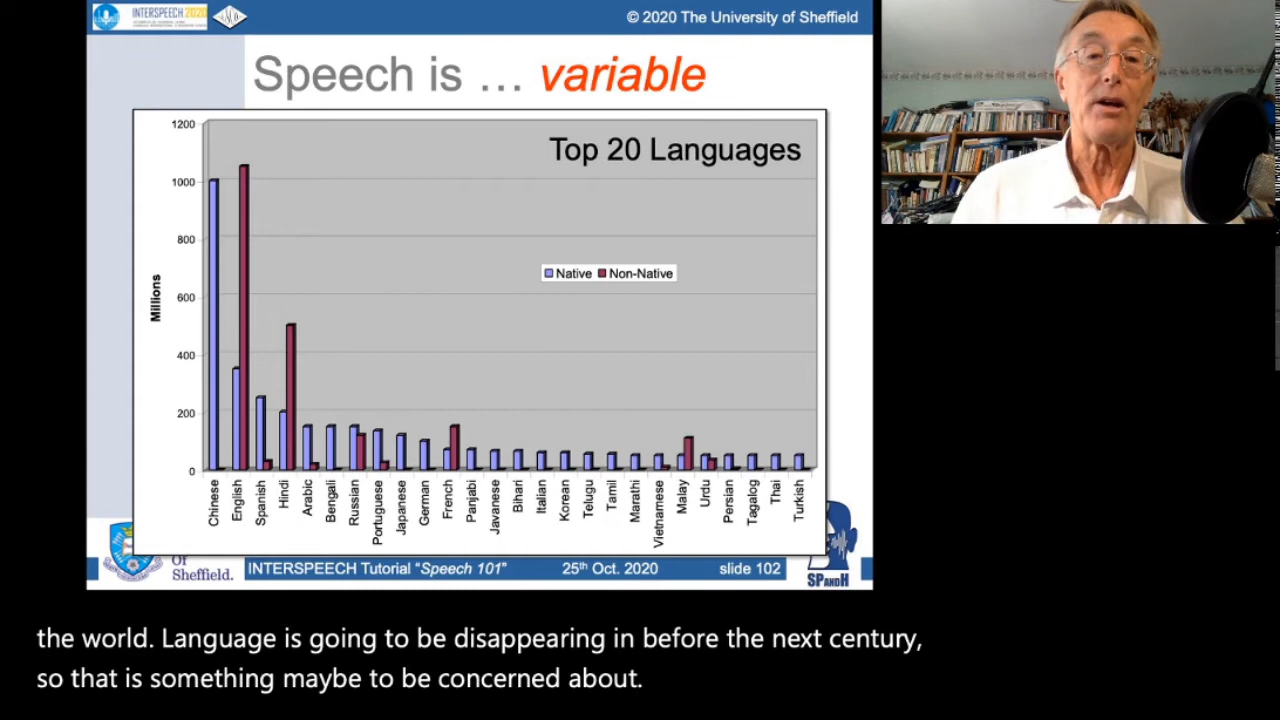 INTERSPEECH 2020
© 2020 The University of Sheffield
Speech is … variable
Top 20 Languages
1200
1000
800
600
400
200
0
Millions
Native Non-Native
Chinese
English
Spanish
Hindi
Arabic
Bengali
Russian
Portuguese
Japanese
German
French
Panjabi
Javanese
Bihari
Italian
Korean
Telugu
Tamil
Marathi
Vietnamese
Malay
Urdu
Persian
Tagalog
Thai
Turkish
Of
Sheffield.
INTERSPEECH Tutorial “Speech 101” 25th Oct. 2020 slide 102
SPANDH
the world. Language is going to be disappearing in before the next century,
so that is something maybe to be concerned about.